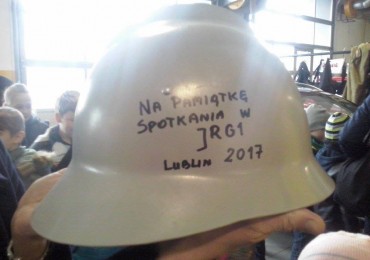 NA PAMIĄTKĘ
SPOTKANIA W
JRG1
LUBLIN 2017